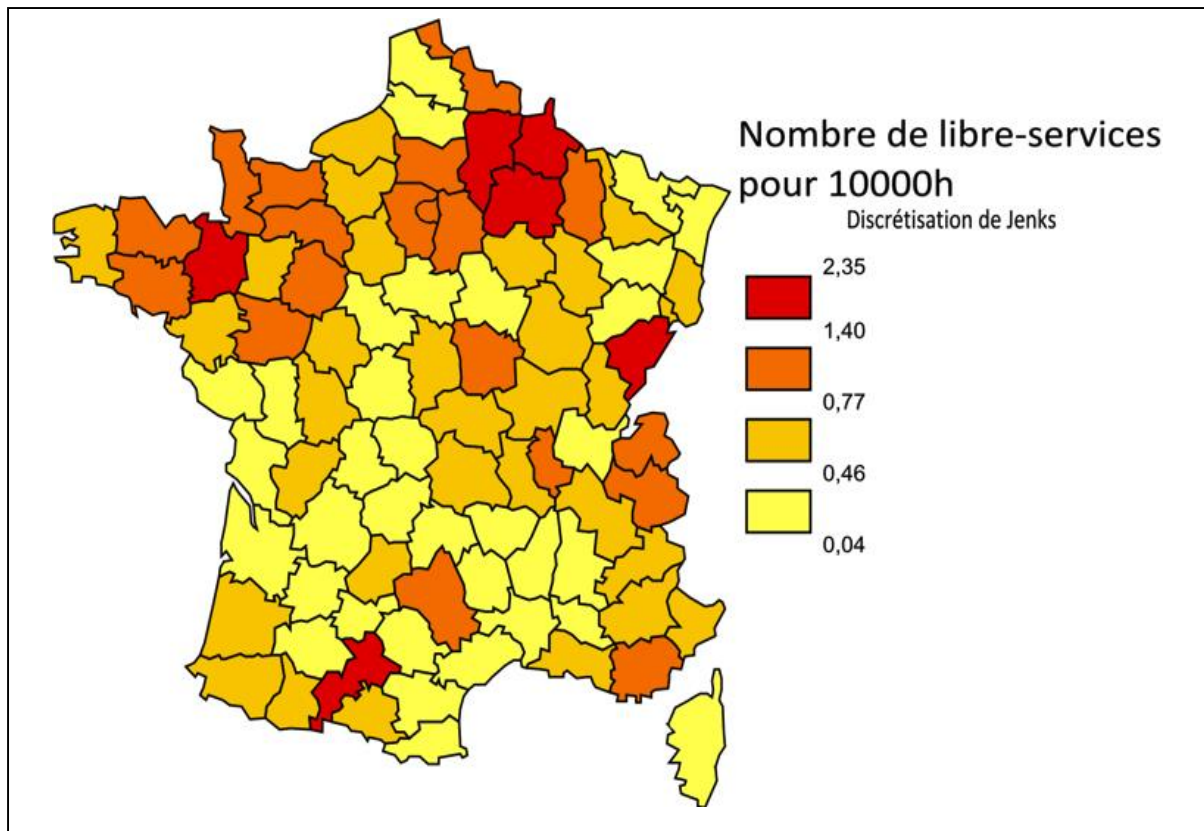 Nombre de libre-services
pour 10000h
Discrétisation de Jenks
2,35
1,40
0,77
0,46
0,04